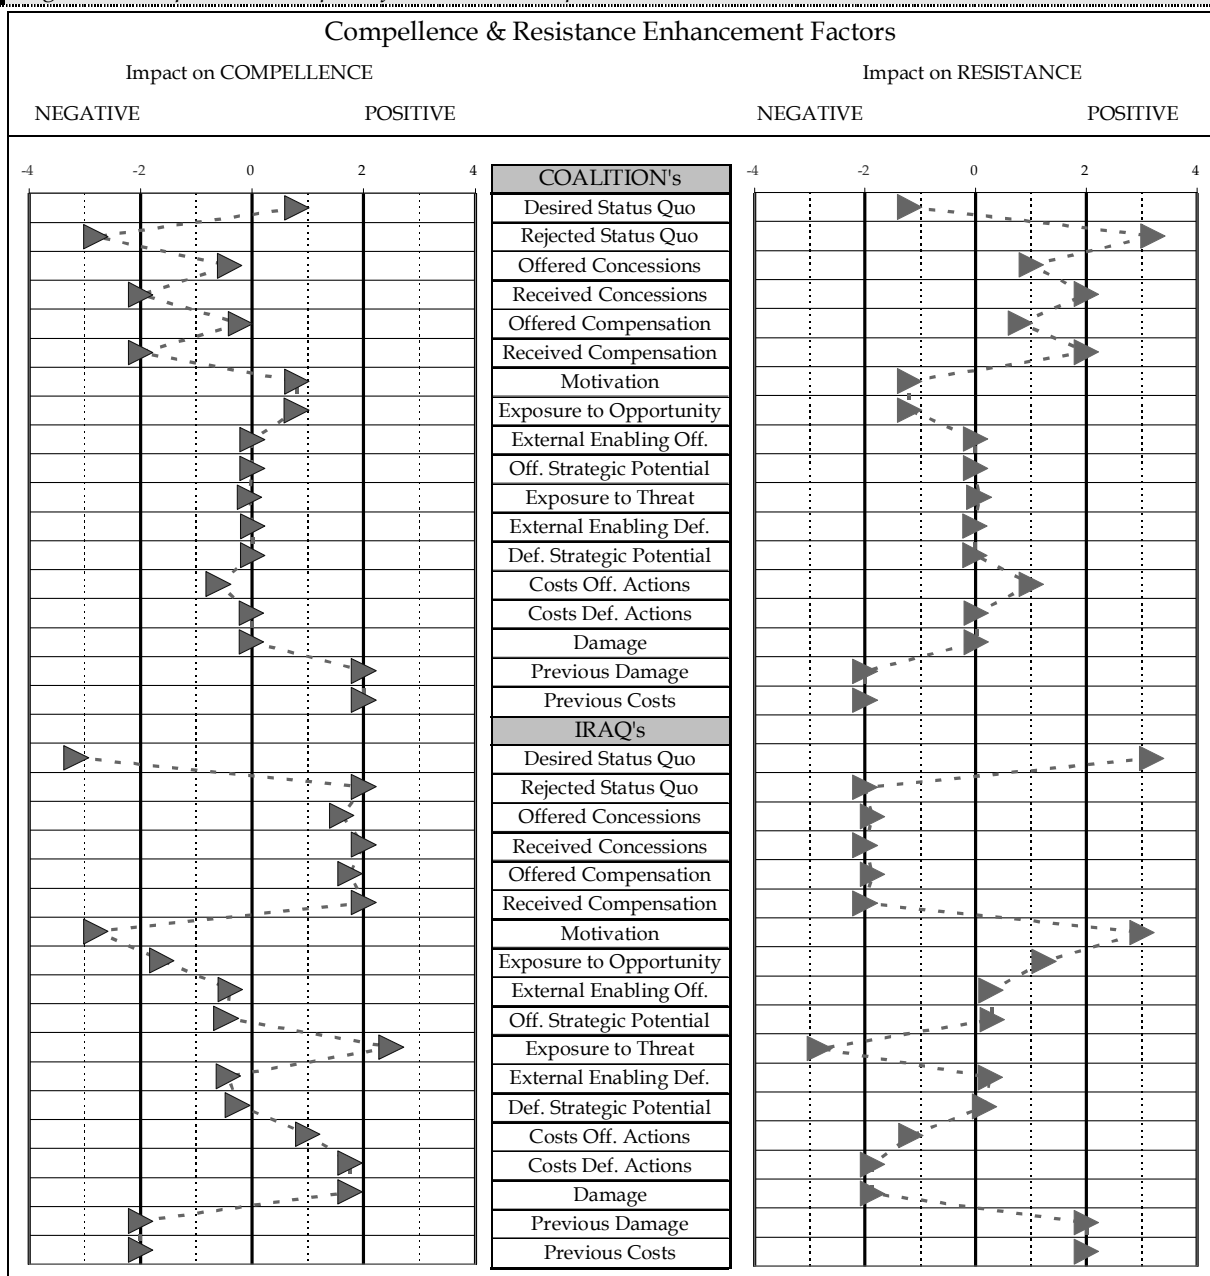 Compellence & Resistance Enhancement Factors
Impact on COMPELLENCE Impact on RESISTANCE
NEGATIVE POSITIVE NEGATIVE POSITIVE
-4 -2 0 2 4 -4 -2 0 2 4
COALITION's
Desired Status Quo
Rejected Status Quo
Offered Concessions
Received Concessions
Offered Compensation
Received Compensation
Motivation
Exposure to Opportunity
External Enabling Off.
Off. Strategic Potential
Exposure to Threat
External Enabling Def.
Def. Strategic Potential
Costs Off. Actions
Costs Def. Actions
Damage
Previous Damage
Previous Costs
IRAQ's
Desired Status Quo
Rejected Status Quo
Offered Concessions
Received Concessions
Offered Compensation
Received Compensation
Motivation
Exposure to Opportunity
External Enabling Off.
Off. Strategic Potential
Exposure to Threat
External Enabling Def.
Def. Strategic Potential
Costs Off. Actions
Costs Def. Actions
Damage
Previous Damage
Previous Costs